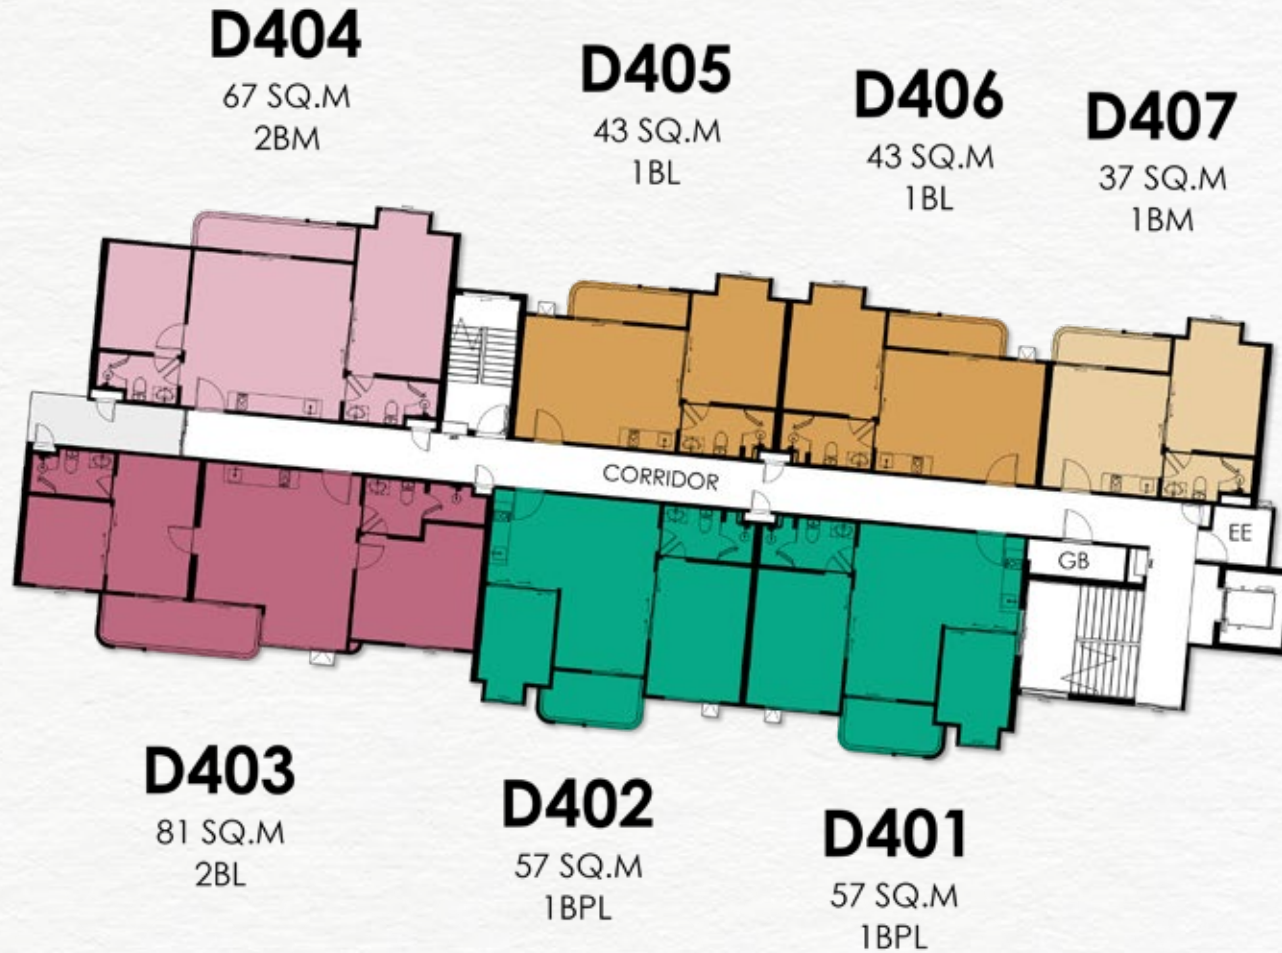 D404
67 SQ.M
2BM
D405
43 SQ.M
1BL
D406
43 SQ.M
1BL
D407
37 SQ.M
1BM
CORRIDOR
EE
GB
D403
81 SQ.M
2BL
D402
57 SQ.M
1BPL
D401
57 SQ.M
1BPL